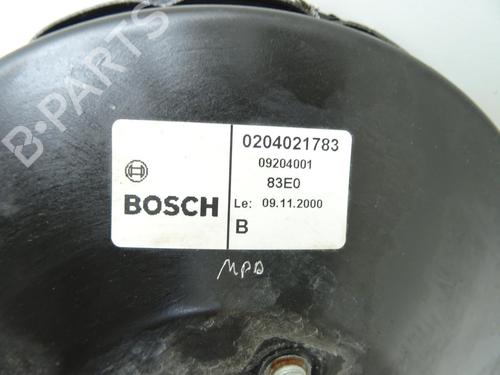 B-PARTS
BOSCH
0204021783
09204001
83E0
Le: 09.11.2000
B
MPD